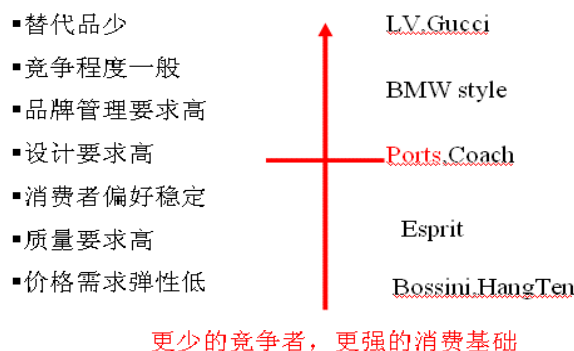 ▪替代品少
▪竞争程度一般
▪品牌管理要求高
▪设计要求高
▪消费者偏好稳定
▪质量要求高
▪价格需求弹性低
LV.Gucci
BMW style
Ports.Coach
Esprit
Bossini.HangTen
更少的竞争者，更强的消费基础